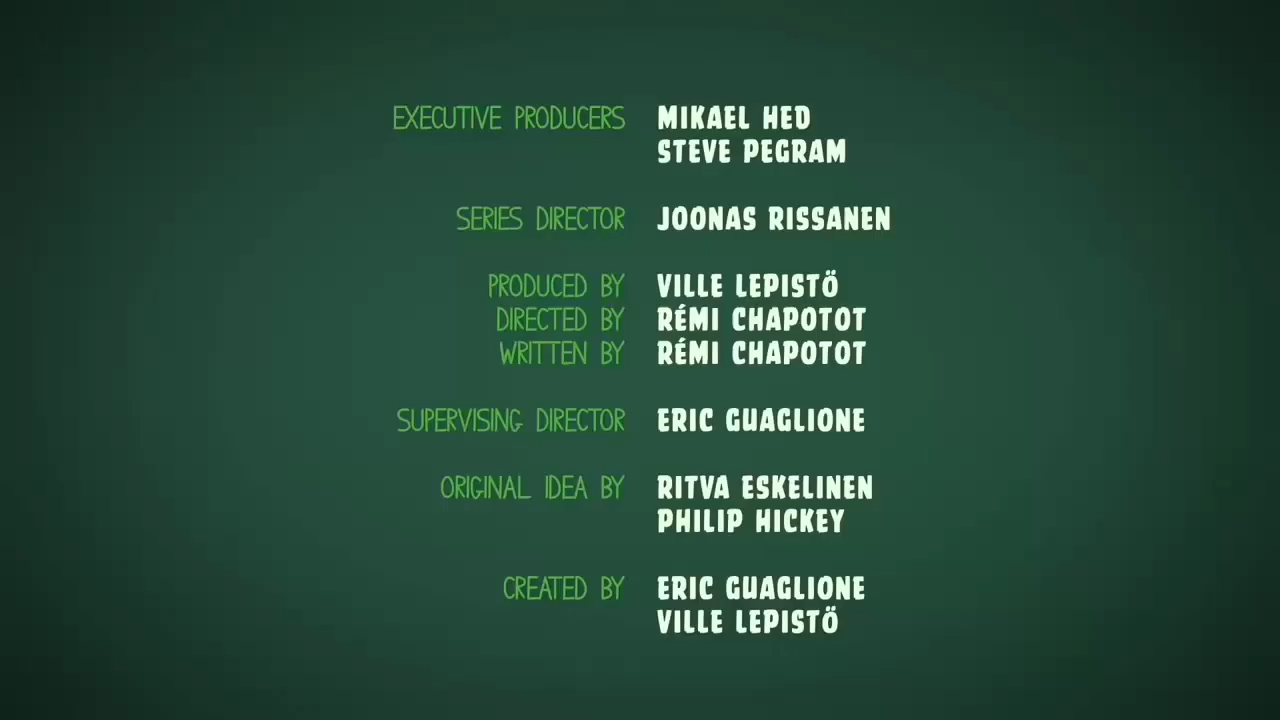 EXECUTIVE PRODUCERS MIKAEL HED
STEVE PEGRAM
SERIES DIRECTOR JOONAS RISSANEN
PRODUCED BY VILLE LEPISTÖ
DIRECTED BY RÉMI CHAPOTOT
WRITTEN BY RÉMI CHAPOTOT
SUPERVISING DIRECTOR ERIC GUAGLIONE
ORIGINAL IDEA BY RITVA ESKELINEN
PHILIP HICKEY
CREATED BY ERIC GUAGLIONE
VILLE LEPISTÖ